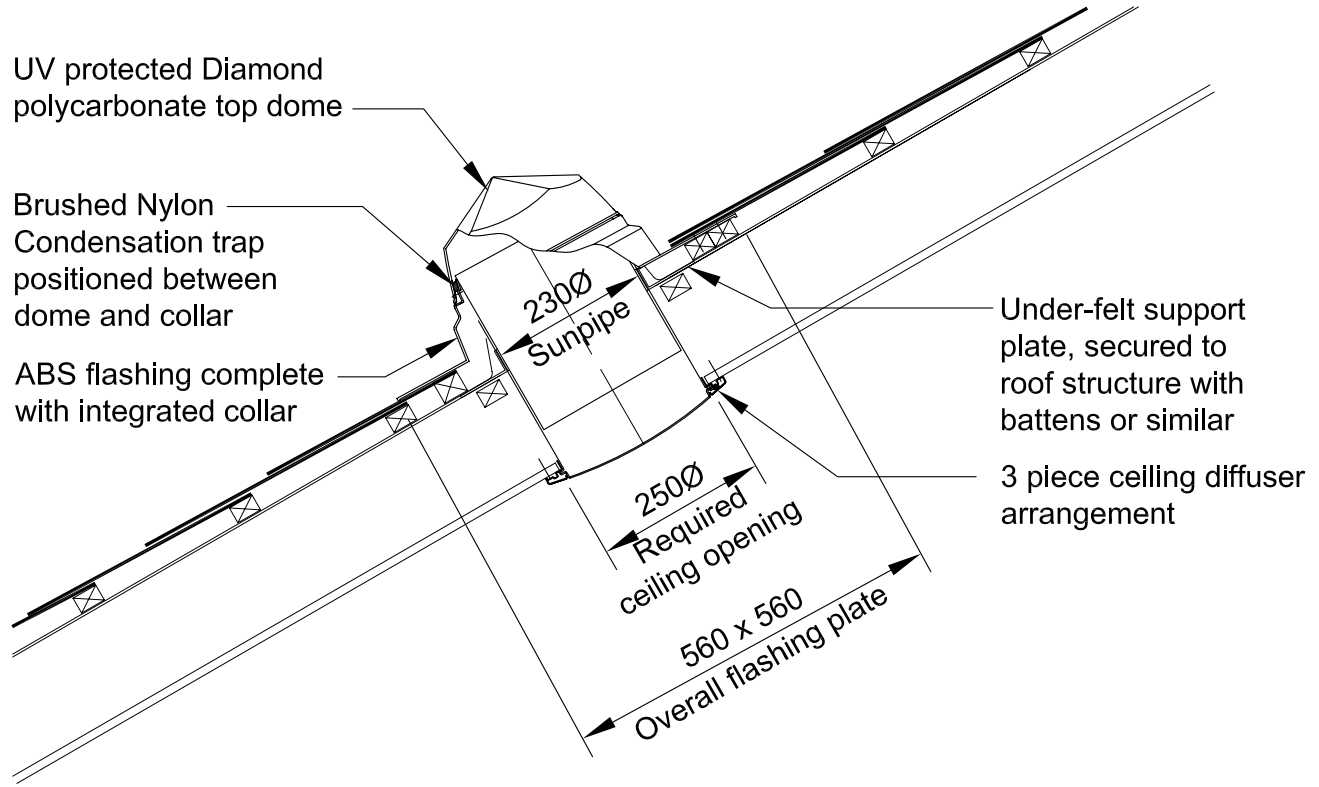 UV protected Diamond
polycarbonate top dome
Brushed Nylon
Condensation trap
positioned between
dome and collar
ABS flashing complete
with integrated collar
230Ø
Sunpipe
Under-felt support
plate, secured to
roof structure with
battens or similar
3 piece ceiling diffuser
arrangement
250Ø
Required
ceiling opening
560 x 560
Overall flashing plate